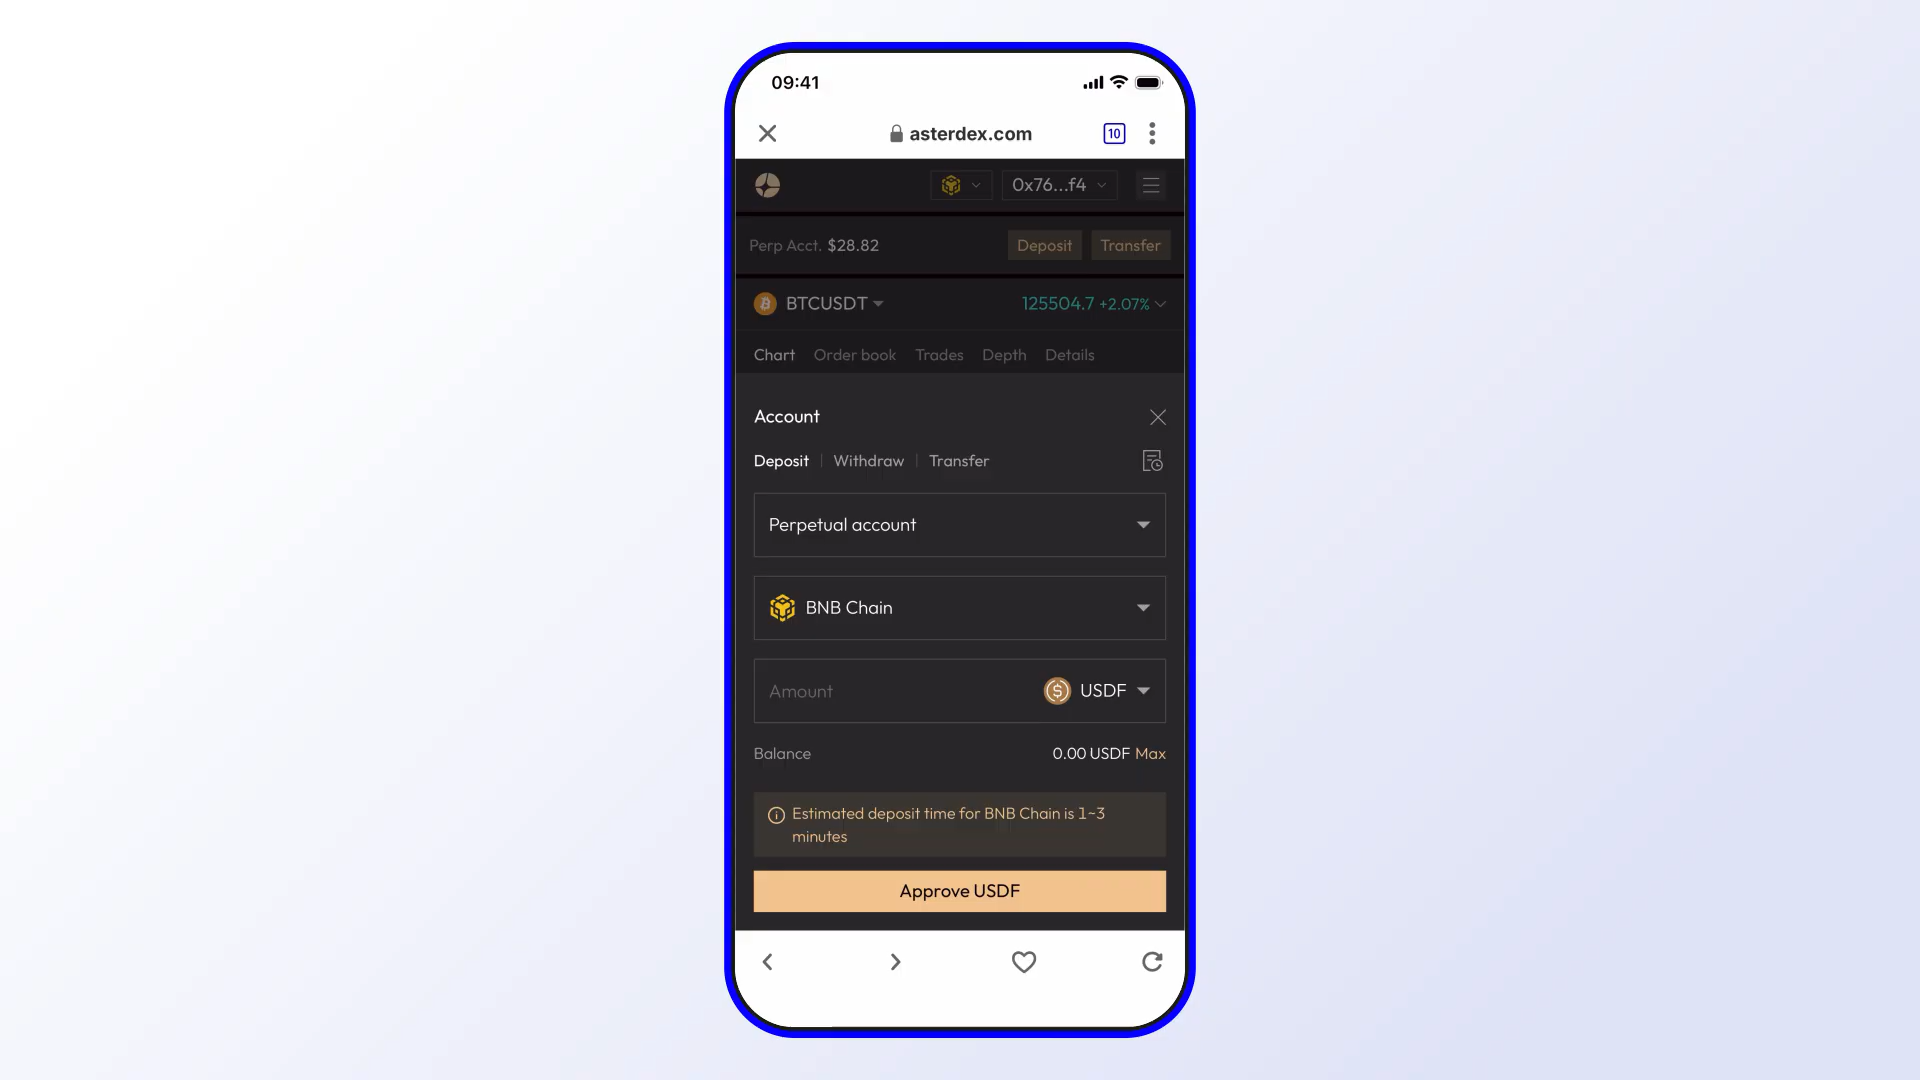 09:41
asterdex.com
10
0x76...f4
Perp Acct. $28.82
Deposit
Transfer
BTCUSDT
125504.7 +2.07%
Chart Order book Trades Depth Details
Account
Deposit | Withdraw | Transfer
Perpetual account
BNB Chain
Amount
USDF
Balance
0.00 USDF Max
Estimated deposit time for BNB Chain is 1~3
minutes
Approve USDF